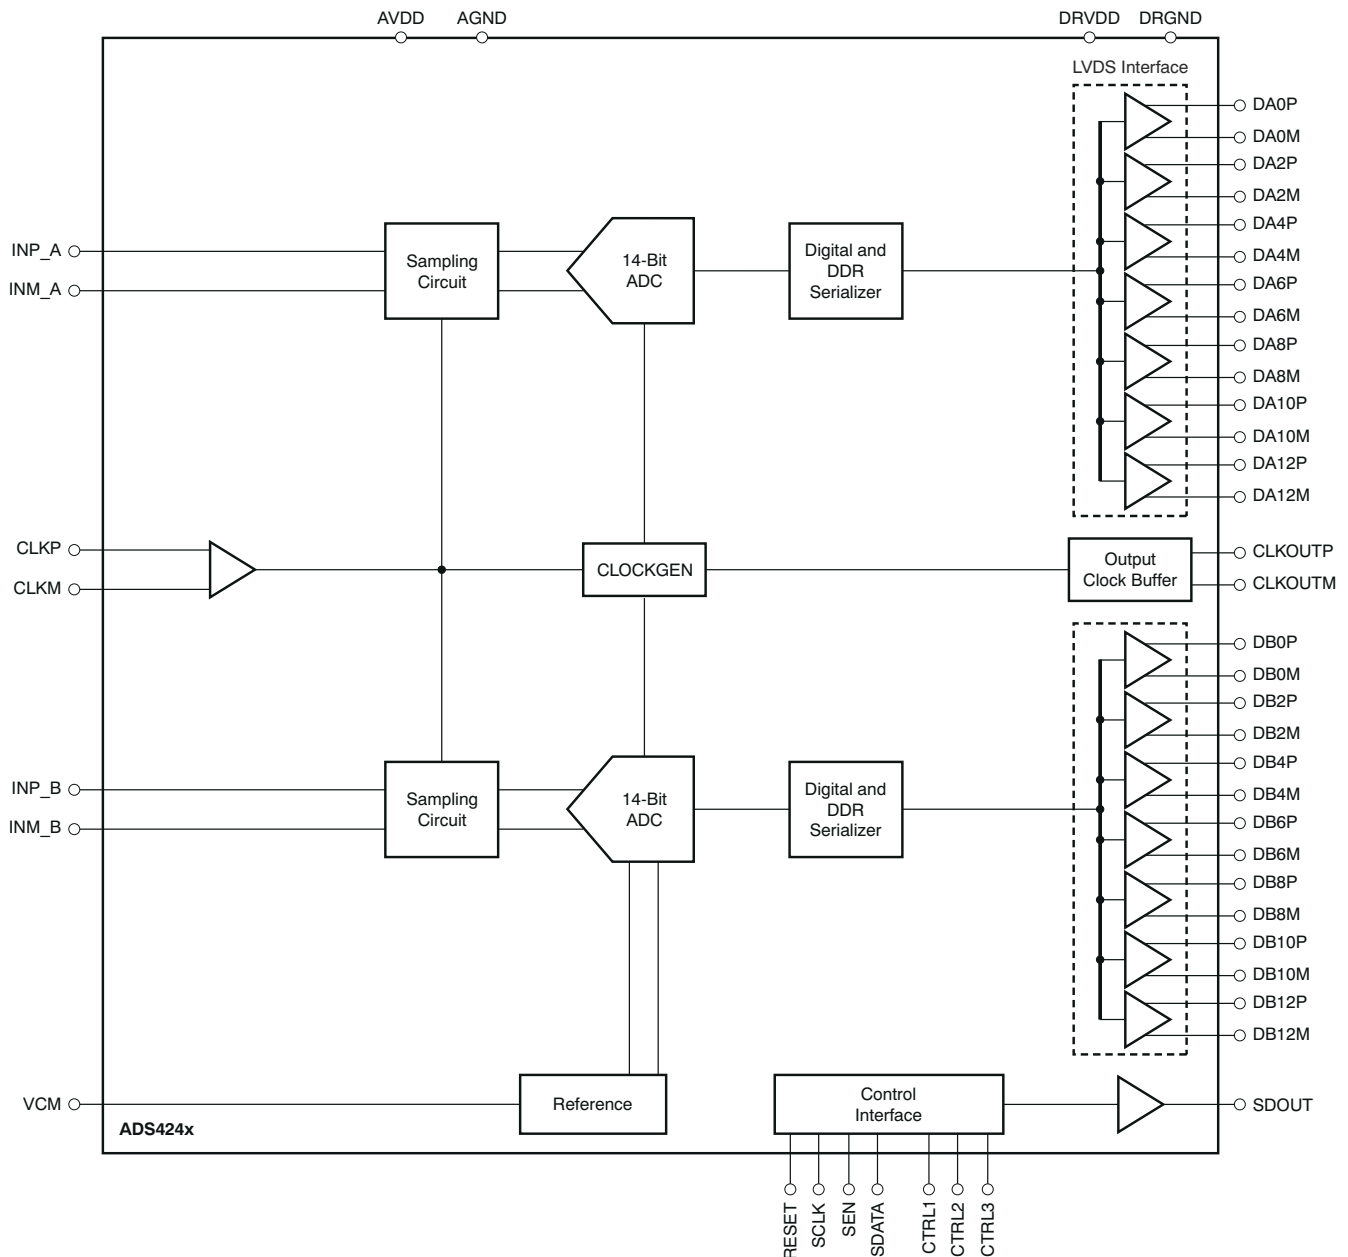 AVDD
AGND
DRVDD
DRGND
LVDS Interface
DA0P
DA0M
DA2P
DA2M
DA4P
DA4M
DA6P
DA6M
DA8P
DA8M
DA10P
DA10M
DA12P
DA12M
INP_A
INM_A
Sampling
Circuit
14-Bit
ADC
Digital and
DDR
Serializer
CLKP
CLKM
CLOCKGEN
Output
Clock Buffer
CLKOUTP
CLKOUTM
DB0P
DB0M
DB2P
DB2M
DB4P
DB4M
DB6P
DB6M
DB8P
DB8M
DB10P
DB10M
DB12P
DB12M
INP_B
INM_B
Sampling
Circuit
14-Bit
ADC
Digital and
DDR
Serializer
VCM
Reference
Control
Interface
SDOUT
ADS424x
RESET
SCLK
SEN
SDATA
CTRL1
CTRL2
CTRL3